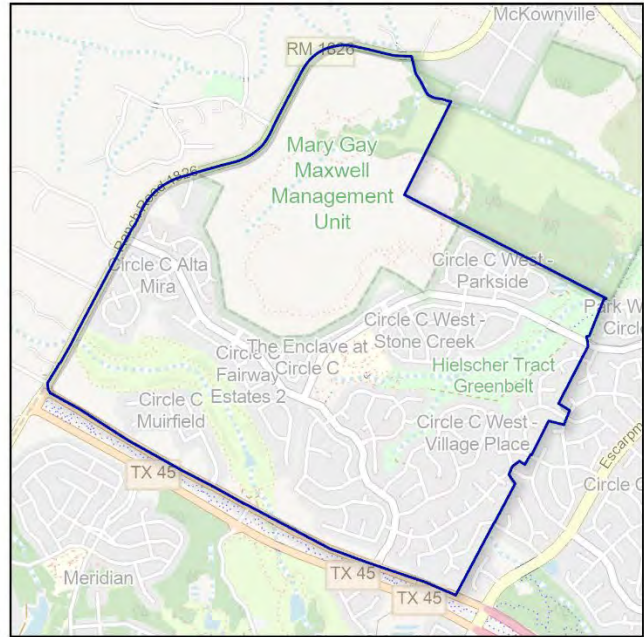 McKownville
RM 1826
Mary Gay
Maxwell
Management
Unit
Ranch Road 1826
Circle C Alta
Mira
Circle C West -
Parkside
Park W
Circle
The Enclave at
Circle C
Circle C West -
Stone Creek
Circle C
Fairway
Estates 2
Hielscher Tract
Greenbelt
Circle C
Muirfield
Circle C West -
Village Place
Escarpm
Circle C
TX 45
Meridian
TX 45
TX 45